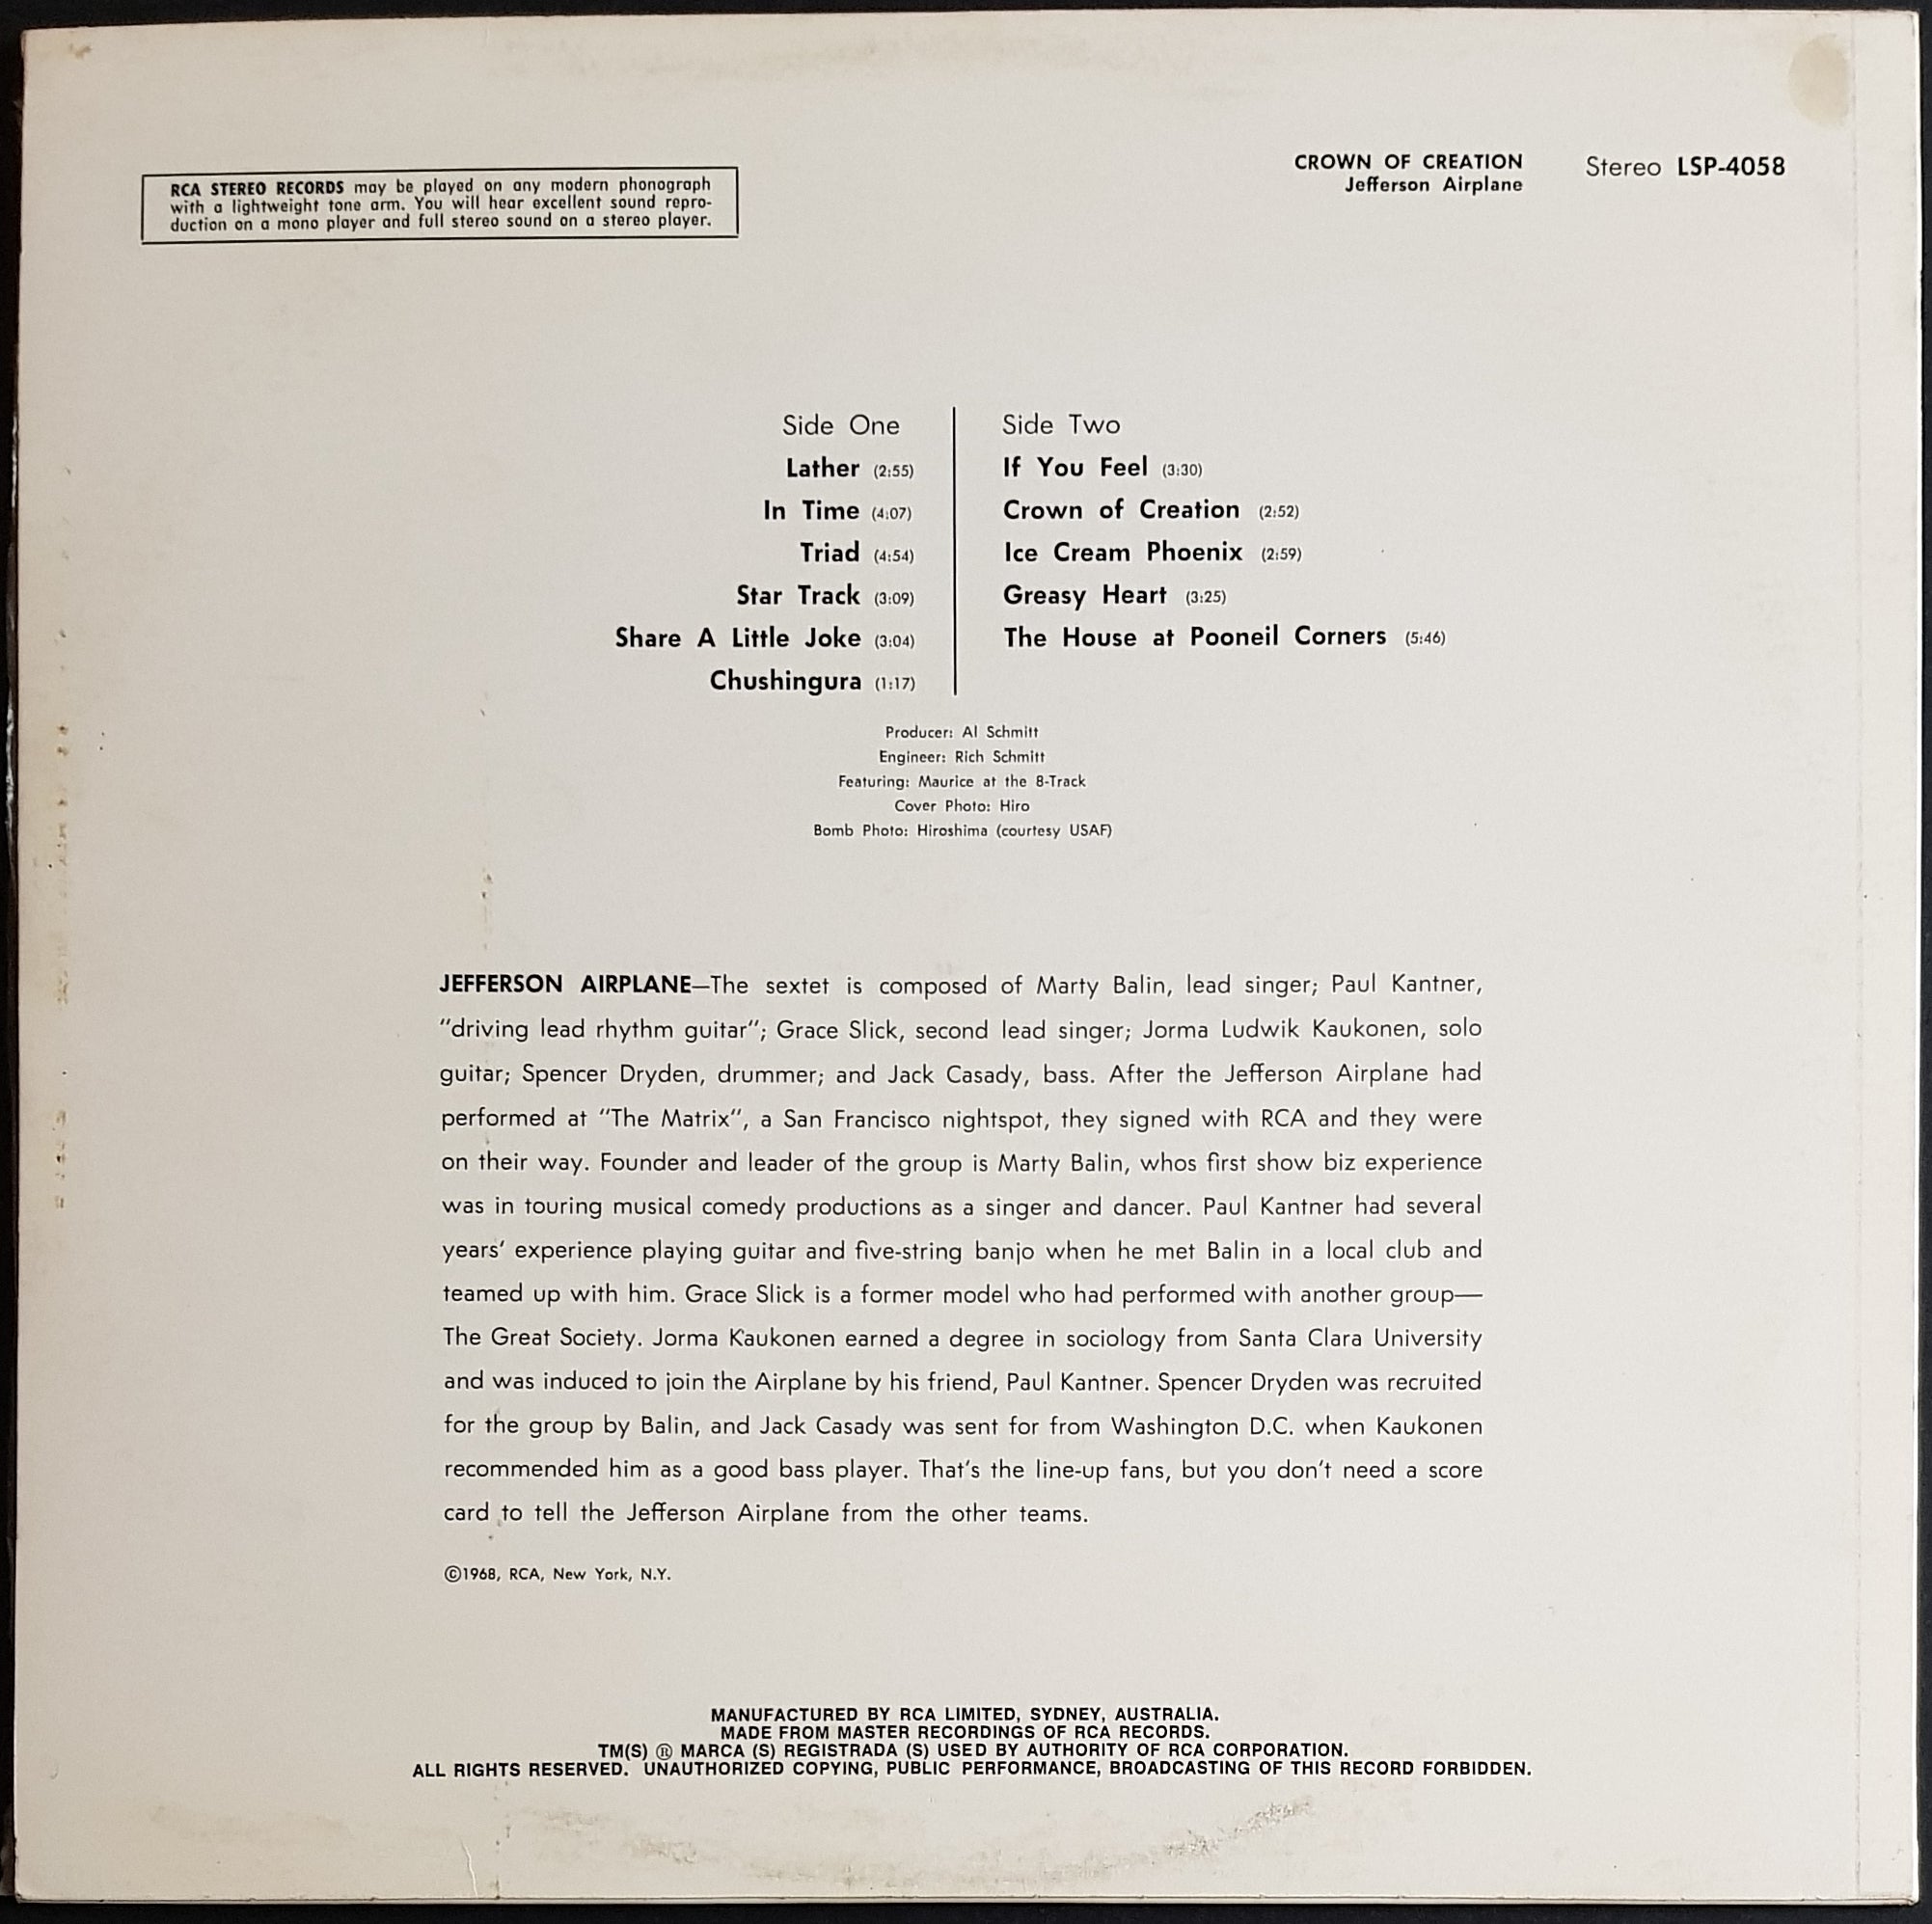 RCA STEREO RECORDS may be played on any modern phonograph
with a lightweight tone arm. You will hear excellent sound repro-
duction on a mono player and full stereo sound on a stereo player.
CROWN OF CREATION
Jefferson Airplane
Stereo LSP-4058
Side One
Lather (2:55)
In Time (4:07)
Triad (4:54)
Star Track (3:09)
Share A Little Joke (3:04)
Chushingura (1:17)
Side Two
If You Feel (3:30)
Crown of Creation (2:52)
Ice Cream Phoenix (2:59)
Greasy Heart (3:25)
The House at Pooneil Corners (5:46)
Producer: Al Schmitt
Engineer: Rich Schmitt
Featuring: Maurice at the 8-Track
Cover Photo: Hiro
Bomb Photo: Hiroshima (courtesy USAF)
JEFFERSON AIRPLANE—The sextet is composed of Marty Balin, lead singer; Paul Kantner,
"driving lead rhythm guitar"; Grace Slick, second lead singer; Jorma Ludwik Kaukonen, solo
guitar; Spencer Dryden, drummer; and Jack Casady, bass. After the Jefferson Airplane had
performed at "The Matrix", a San Francisco nightspot, they signed with RCA and they were
on their way. Founder and leader of the group is Marty Balin, whos first show biz experience
was in touring musical comedy productions as a singer and dancer. Paul Kantner had several
years' experience playing guitar and five-string banjo when he met Balin in a local club and
teamed up with him. Grace Slick is a former model who had performed with another group—
The Great Society. Jorma Kaukonen earned a degree in sociology from Santa Clara University
and was induced to join the Airplane by his friend, Paul Kantner. Spencer Dryden was recruited
for the group by Balin, and Jack Casady was sent for from Washington D.C. when Kaukonen
recommended him as a good bass player. That's the line-up fans, but you don't need a score
card to tell the Jefferson Airplane from the other teams.
©1968, RCA, New York, N.Y.
MANUFACTURED BY RCA LIMITED, SYDNEY, AUSTRALIA.
MADE FROM MASTER RECORDINGS OF RCA RECORDS.
TM(S) ® MARCA (S) REGISTRADA (S) USED BY AUTHORITY OF RCA CORPORATION.
ALL RIGHTS RESERVED. UNAUTHORIZED COPYING, PUBLIC PERFORMANCE, BROADCASTING OF THIS RECORD FORBIDDEN.